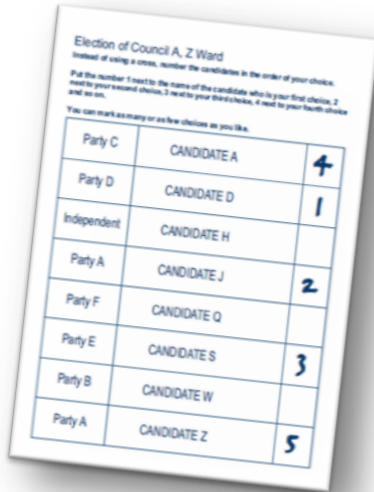 Election of Council A, Z Ward
Instead of using a cross, number the candidates in the order of your choice.
Put the number 1 next to the name of the candidate who is your first choice, 2
next to your second choice, 3 next to your third choice, 4 next to your fourth choice
and so on.
You can mark as many or as few choices as you like.
Party C CANDIDATE A 4
Party D CANDIDATE D 1
Independent CANDIDATE H
Party A CANDIDATE J 2
Party F CANDIDATE Q
Party E CANDIDATE S 3
Party B CANDIDATE W
Party A CANDIDATE Z 5